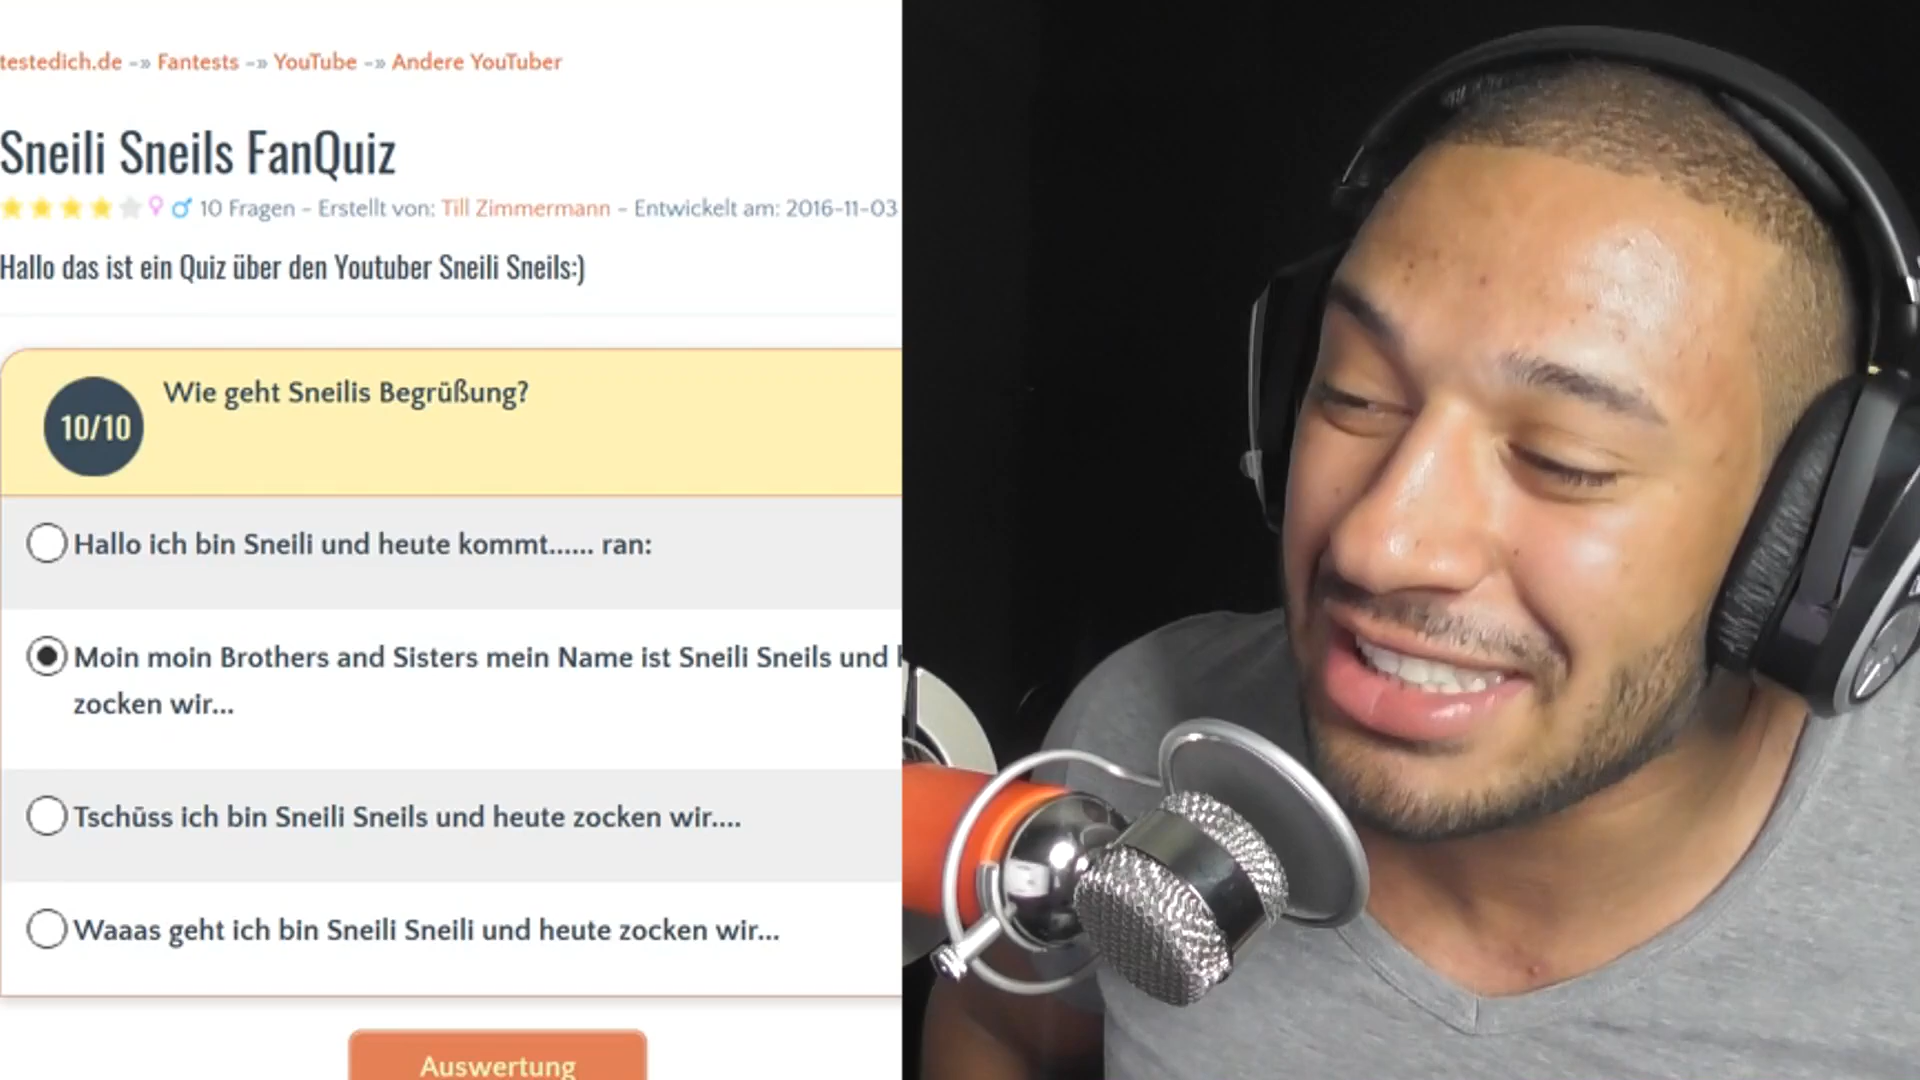 testedich.de -» Fantests -» YouTube -» Andere YouTuber
Sneili Sneils FanQuiz
10 Fragen - Erstellt von: Till Zimmermann - Entwickelt am: 2016-11-03
Hallo das ist ein Quiz über den Youtuber Sneili Sneils:)
10/10
Wie geht Sneilis Begrüßung?
Hallo ich bin Sneili und heute kommt...... ran:
Moin moin Brothers and Sisters mein Name ist Sneili Sneils und
zocken wir...
Tschüss ich bin Sneili Sneils und heute zocken wir....
Waaas geht ich bin Sneili Sneili und heute zocken wir...
Auswertung